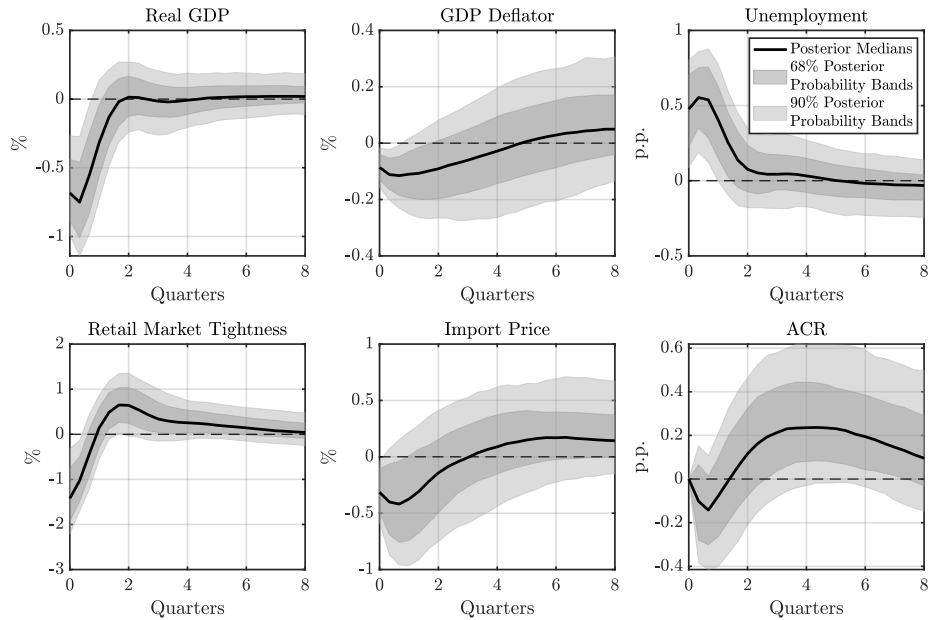 Real GDP
0.5
0
-0.5
-1
%
0 2 4 6 8
Quarters
GDP Deflator
0.4
0.2
0
-0.2
-0.4
%
0 2 4 6 8
Quarters
Unemployment
1
0.5
0
-0.5
p.p.
0 2 4 6 8
Quarters
Posterior Medians
68% Posterior
Probability Bands
90% Posterior
Probability Bands
Retail Market Tightness
2
1
0
-1
-2
-3
%
0 2 4 6 8
Quarters
Import Price
1
0.5
0
-0.5
-1
%
0 2 4 6 8
Quarters
ACR
0.6
0.4
0.2
0
-0.2
-0.4
p.p.
0 2 4 6 8
Quarters